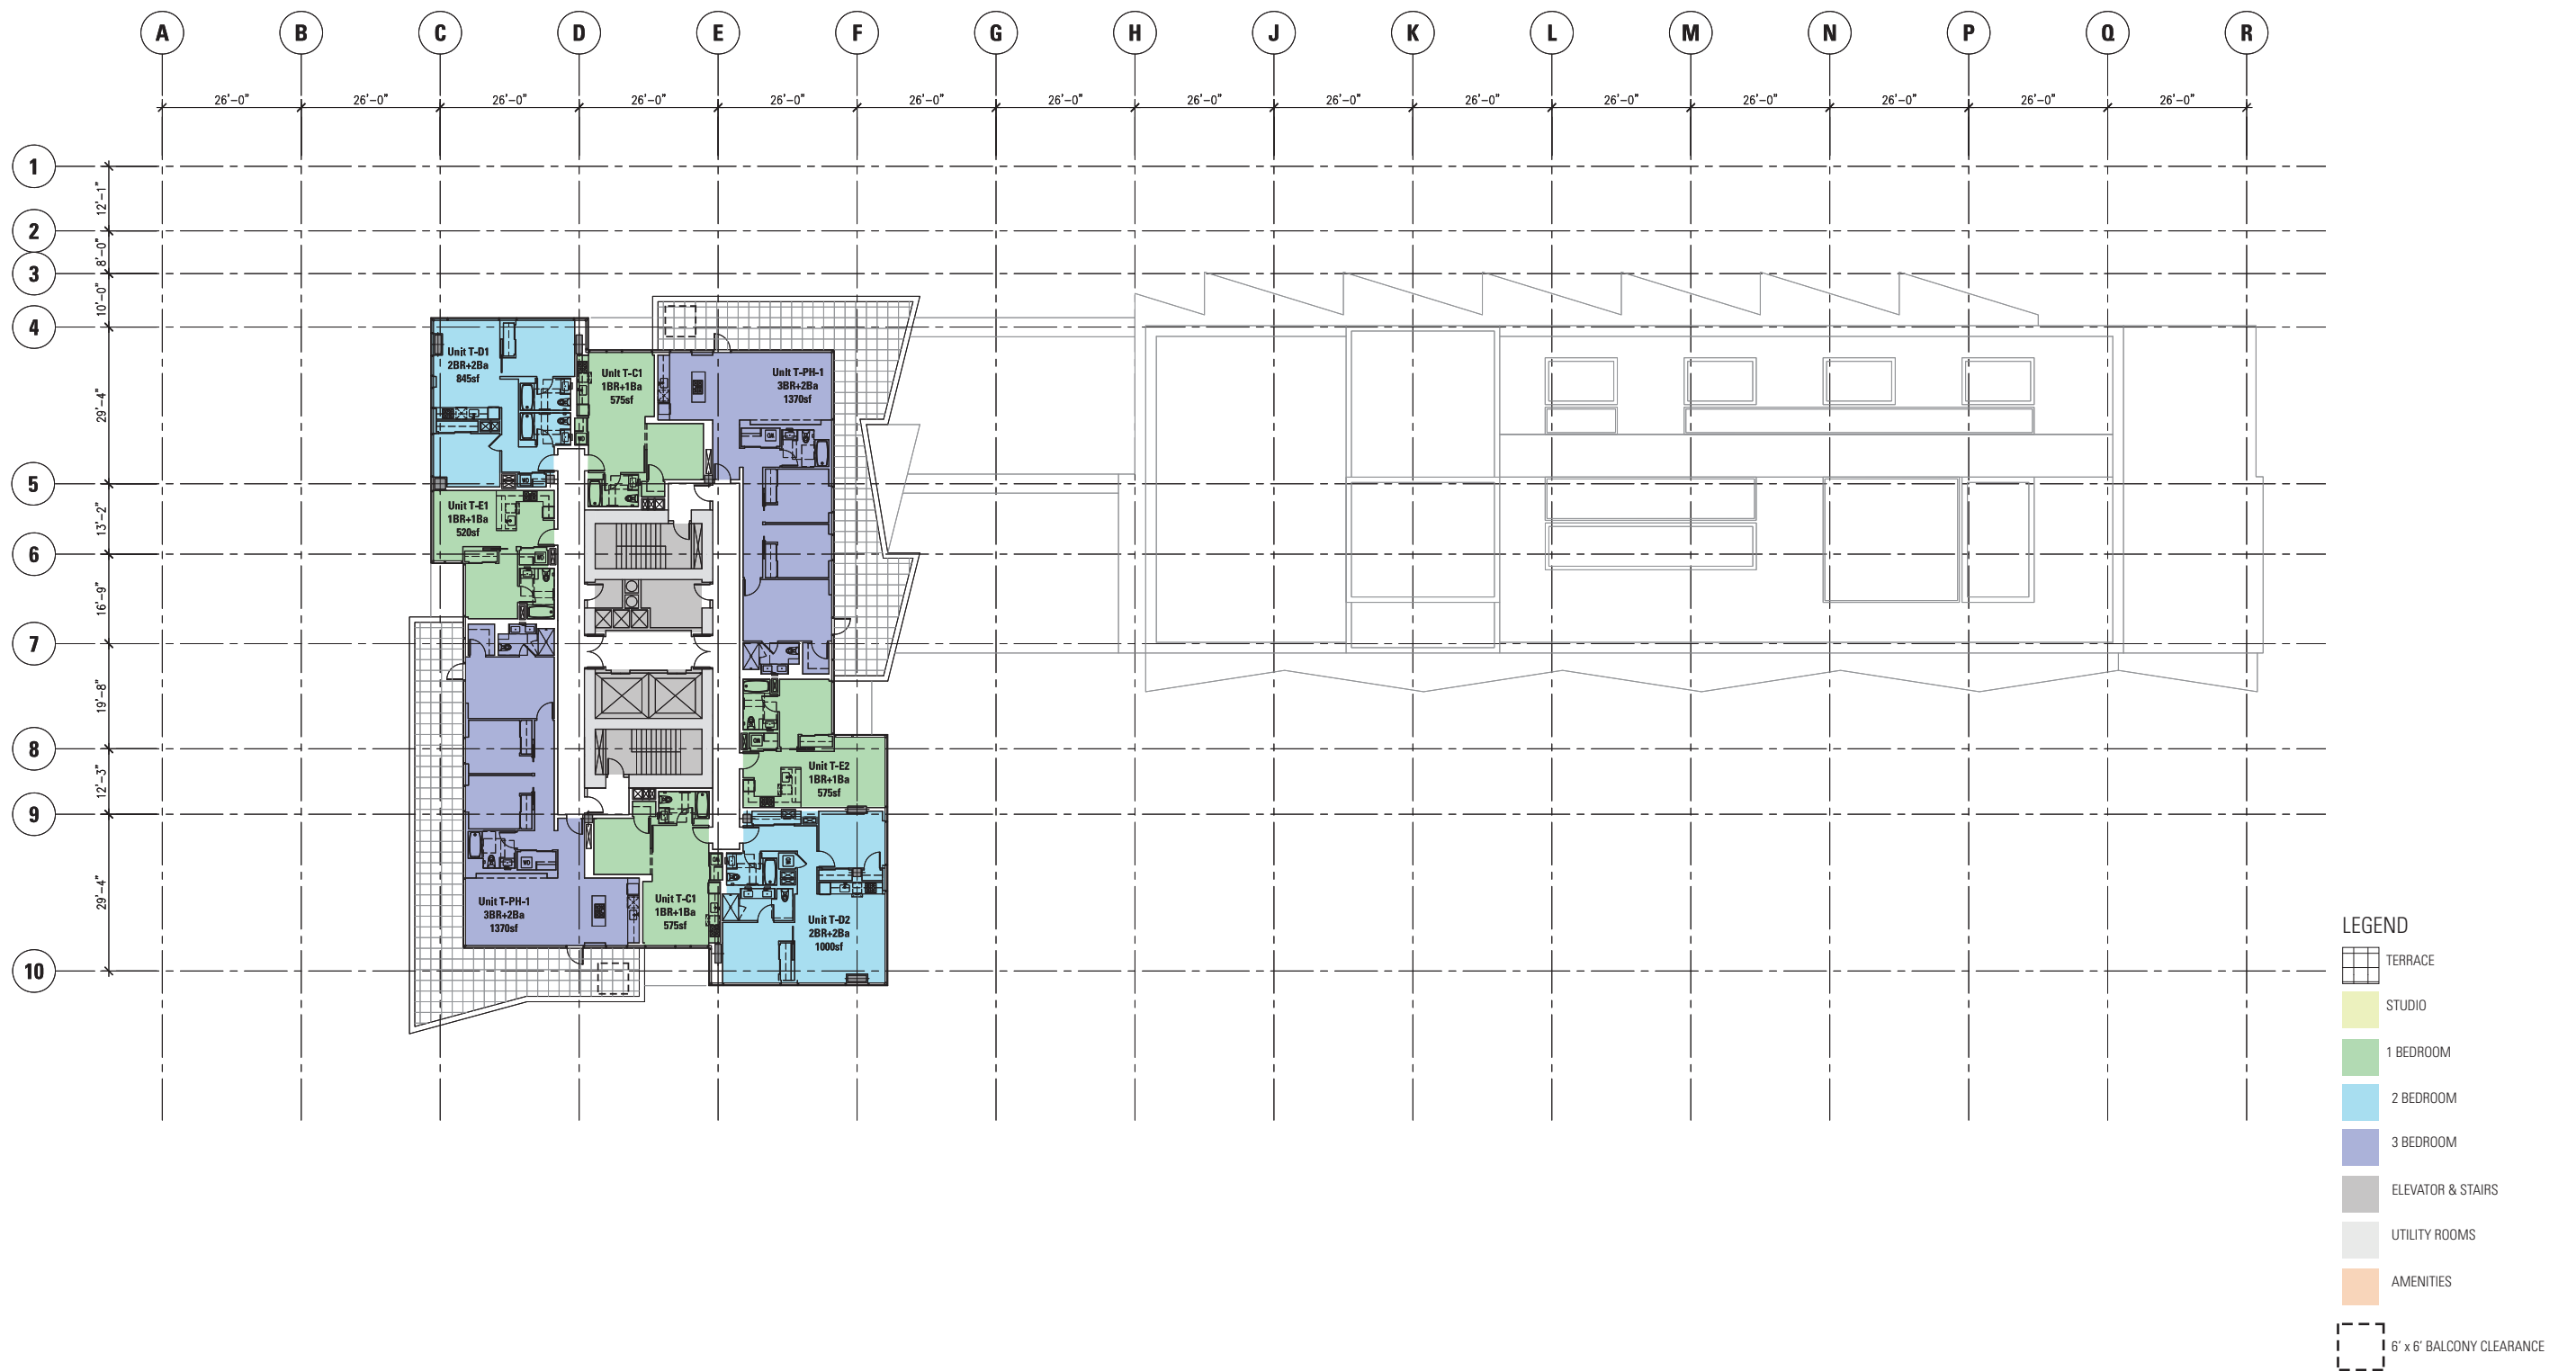 A B C D E F G H J K L M N P Q R
26'-0" 26'-0" 26'-0" 26'-0" 26'-0" 26'-0" 26'-0" 26'-0" 26'-0" 26'-0" 26'-0" 26'-0" 26'-0" 26'-0" 26'-0"
1
12'-1"
2
8'-0"
3
10'-0"
4
29'-4"
5
13'-2"
6
16'-9"
7
19'-8"
8
12'-3"
9
29'-4"
10
Unit T-D1
2BR+2Ba
845sf
Unit T-C1
1BR+1Ba
575sf
Unit T-PH-1
3BR+2Ba
1370sf
Unit T-E1
1BR+1Ba
520sf
Unit T-E2
1BR+1Ba
575sf
Unit T-PH-1
3BR+2Ba
1370sf
Unit T-C1
1BR+1Ba
575sf
Unit T-D2
2BR+2Ba
1000sf
LEGEND
TERRACE
STUDIO
1 BEDROOM
2 BEDROOM
3 BEDROOM
ELEVATOR & STAIRS
UTILITY ROOMS
AMENITIES
6' x 6' BALCONY CLEARANCE